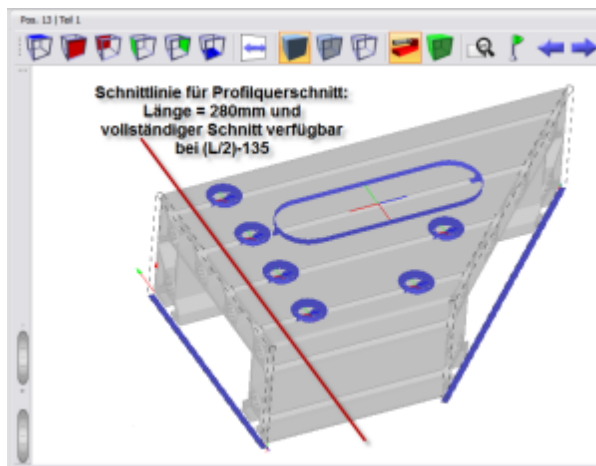 Pos. 13 | Teil 1
Schnittlinie für Profilquerschnitt:
Länge = 280mm und
vollständiger Schnitt verfügbar
bei (L/2)-135